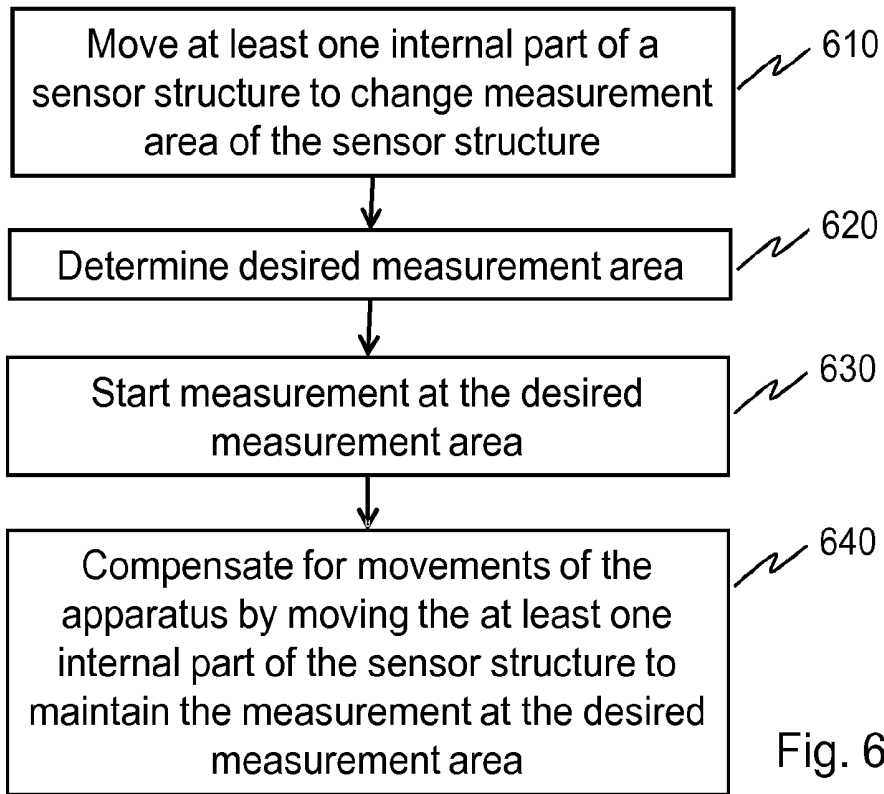 Move at least one internal part of a
sensor structure to change measurement
area of the sensor structure
610
Determine desired measurement area
620
Start measurement at the desired
measurement area
630
Compensate for movements of the
apparatus by moving the at least one
internal part of the sensor structure to
maintain the measurement at the desired
measurement area
640
Fig. 6